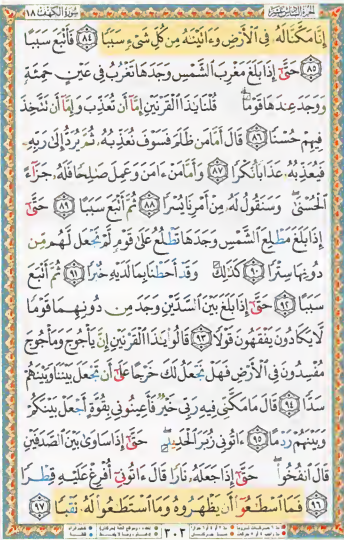 سورة الكهف ١٨
إِنَّا مَكَّنَّا لَهُۥ فِى ٱلْأَرْضِ وَءَاتَيْنَٰهُ مِن كُلِّ شَىْءٍ سَبَبًا ٨٤ فَأَتْبَعَ سَبَبًا
٨٥ حَتَّىٰٓ إِذَا بَلَغَ مَغْرِبَ ٱلشَّمْسِ وَجَدَهَا تَغْرُبُ فِى عَيْنٍ حَمِئَةٍ
وَوَجَدَ عِندَهَا قَوْمًا ۗ قُلْنَا يَٰذَا ٱلْقَرْنَيْنِ إِمَّآ أَن تُعَذِّبَ وَإِمَّآ أَن تَتَّخِذَ
فِيهِمْ حُسْنًا ٨٦ قَالَ أَمَّا مَن ظَلَمَ فَسَوْفَ نُعَذِّبُهُۥ ثُمَّ يُرَدُّ إِلَىٰ رَبِّهِۦ
فَيُعَذِّبُهُۥ عَذَابًا نُّكْرًا ٨٧ وَأَمَّا مَنْ ءَامَنَ وَعَمِلَ صَٰلِحًا فَلَهُۥ جَزَآءً
ٱلْحُسْنَىٰ ۖ وَسَنَقُولُ لَهُۥ مِنْ أَمْرِنَا يُسْرًا ٨٨ ثُمَّ أَتْبَعَ سَبَبًا ٨٩ حَتَّىٰٓ
إِذَا بَلَغَ مَطْلِعَ ٱلشَّمْسِ وَجَدَهَا تَطْلُعُ عَلَىٰ قَوْمٍ لَّمْ نَجْعَل لَّهُم مِّن
دُونِهَا سِتْرًا ٩٠ كَذَٰلِكَ ۖ وَقَدْ أَحَطْنَا بِمَا لَدَيْهِ خُبْرًا ٩١ ثُمَّ أَتْبَعَ
سَبَبًا ٩٢ حَتَّىٰٓ إِذَا بَلَغَ بَيْنَ ٱلسَّدَّيْنِ وَجَدَ مِن دُونِهِمَا قَوْمًا
لَّا يَكَادُونَ يَفْقَهُونَ قَوْلًا ٩٣ قَالُوا۟ يَٰذَا ٱلْقَرْنَيْنِ إِنَّ يَأْجُوجَ وَمَأْجُوجَ
مُفْسِدُونَ فِى ٱلْأَرْضِ فَهَلْ نَجْعَلُ لَكَ خَرْجًا عَلَىٰٓ أَن تَجْعَلَ بَيْنَنَا وَبَيْنَهُمْ
سَدًّا ٩٤ قَالَ مَا مَكَّنِّى فِيهِ رَبِّى خَيْرٌ فَأَعِينُونِى بِقُوَّةٍ أَجْعَلْ بَيْنَكُمْ
وَبَيْنَهُمْ رَدْمًا ٩٥ ءَاتُونِى زُبَرَ ٱلْحَدِيدِ ۖ حَتَّىٰٓ إِذَا سَاوَىٰ بَيْنَ ٱلصَّدَفَيْنِ
قَالَ ٱنفُخُوا۟ ۖ حَتَّىٰٓ إِذَا جَعَلَهُۥ نَارًا قَالَ ءَاتُونِىٓ أُفْرِغْ عَلَيْهِ قِطْرًا
٩٦ فَمَا ٱسْطَٰعُوٓا۟ أَن يَظْهَرُوهُ وَمَا ٱسْتَطَٰعُوا۟ لَهُۥ نَقْبًا ٩٧
٣٠٣